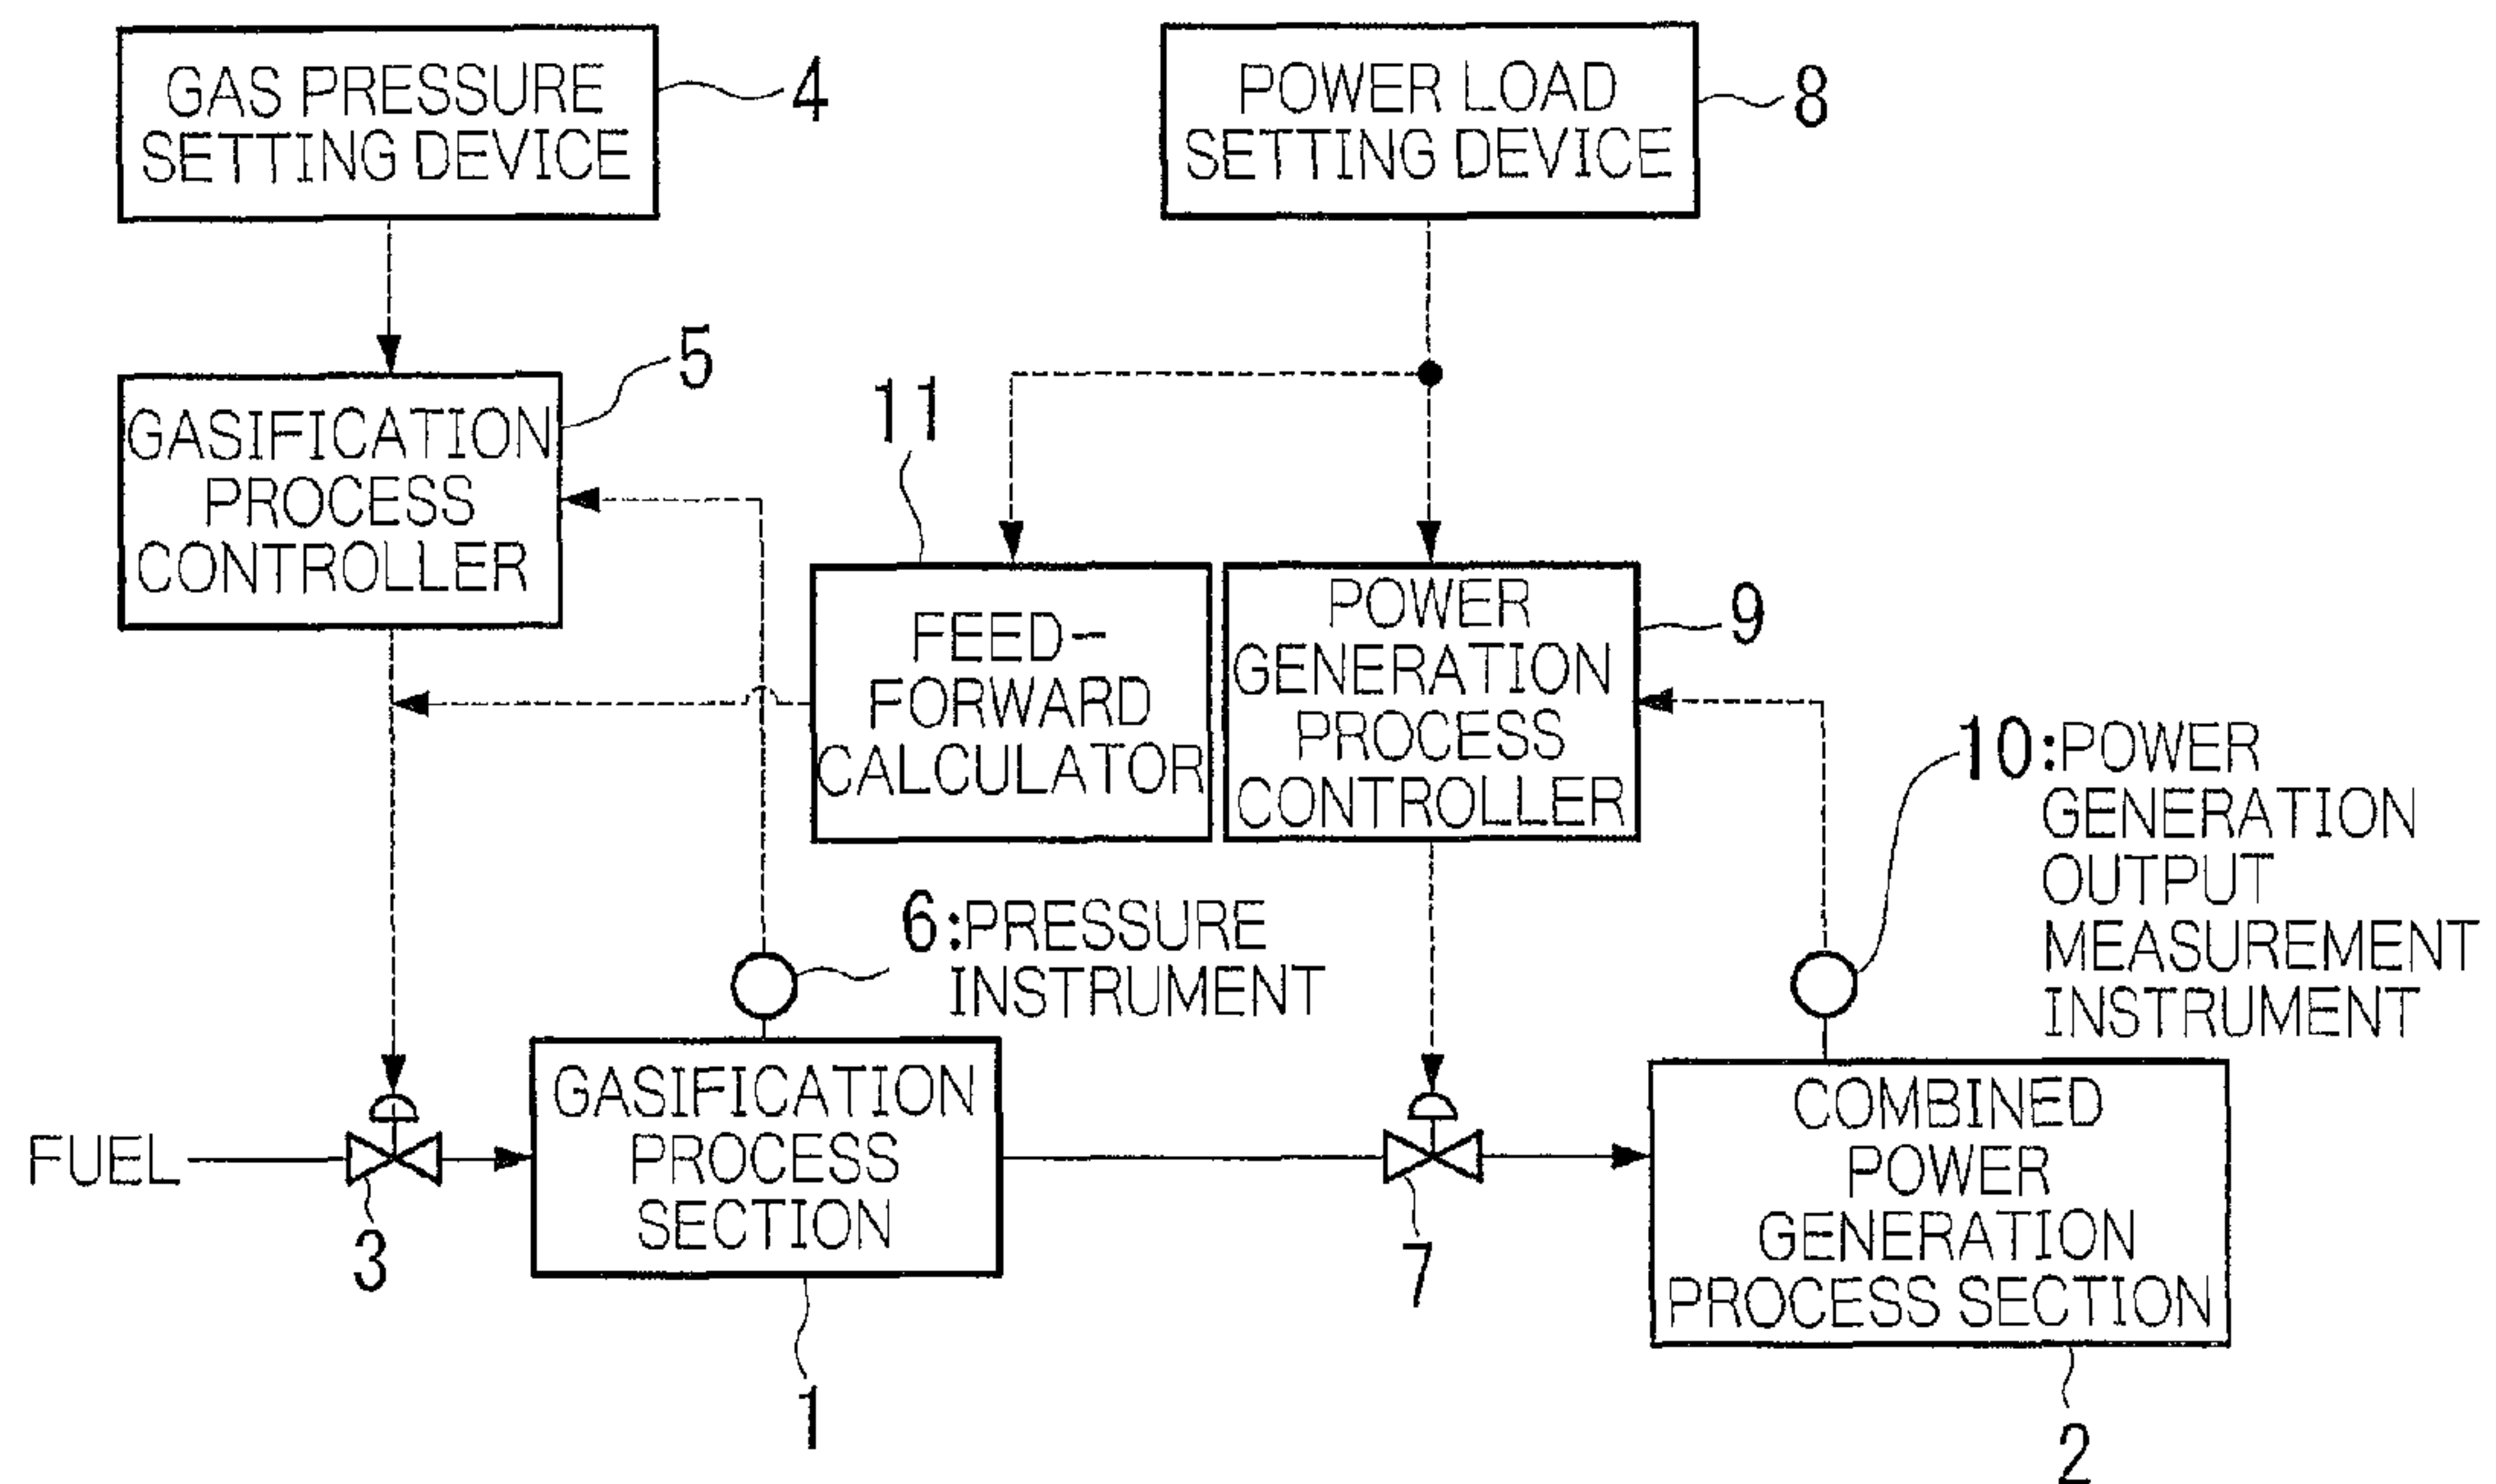 GAS PRESSURE
SETTING DEVICE
4
POWER LOAD
SETTING DEVICE
8
GASIFICATION
PROCESS
CONTROLLER
5
11
FEED-
FORWARD
CALCULATOR
POWER
GENERATION
PROCESS
CONTROLLER
9
10:POWER
GENERATION
OUTPUT
MEASUREMENT
INSTRUMENT
6:PRESSURE
INSTRUMENT
FUEL
3
GASIFICATION
PROCESS
SECTION
1
7
COMBINED
POWER
GENERATION
PROCESS SECTION
2